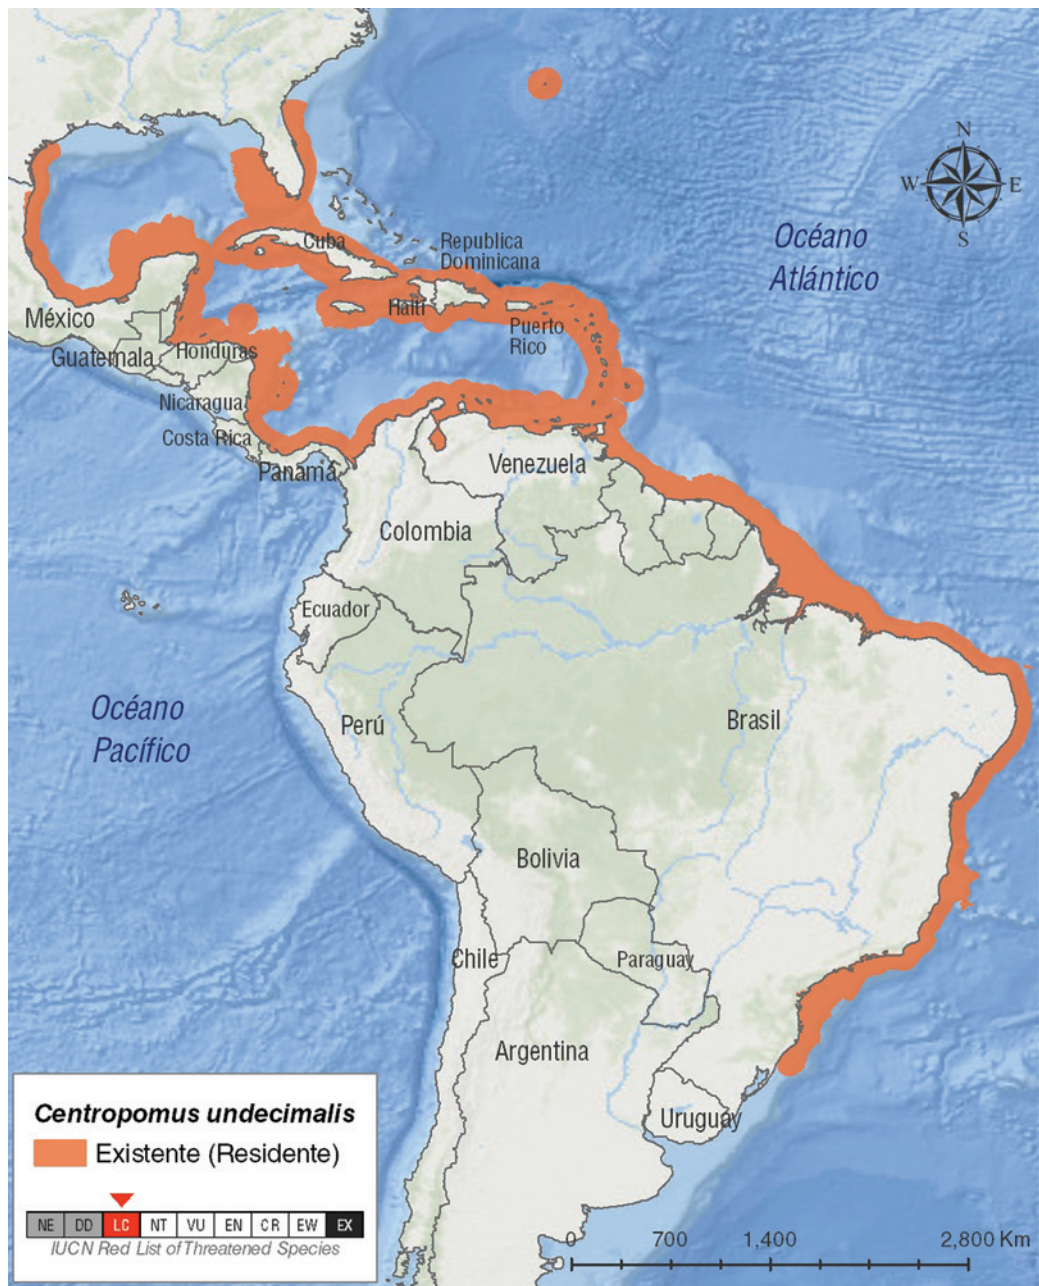 N
W E
S
Océano
Atlántico
Cuba
Republica
Dominicana
Haití
Puerto
Rico
México
Guatemala
Honduras
Nicaragua
Costa Rica
Panamá
Venezuela
Colombia
Ecuador
Océano
Pacífico
Perú
Brasil
Bolivia
Chile
Paraguay
Argentina
Uruguay
Centropomus undecimalis
Existente (Residente)
NE DD LC NT VU EN CR EW EX
IUCN Red List of Threatened Species
0 700 1,400 2,800 Km